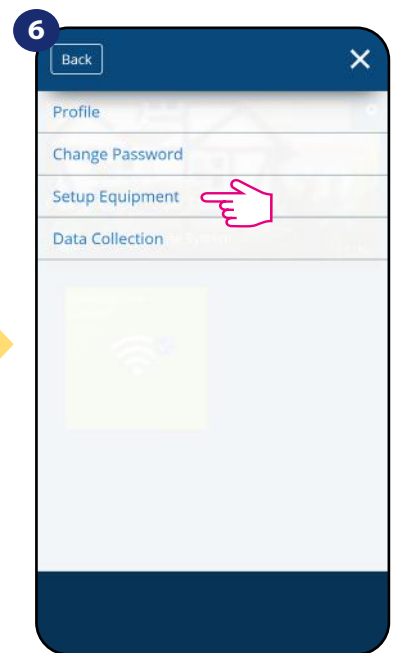 6
Back
Profile
Change Password
Setup Equipment
Data Collection